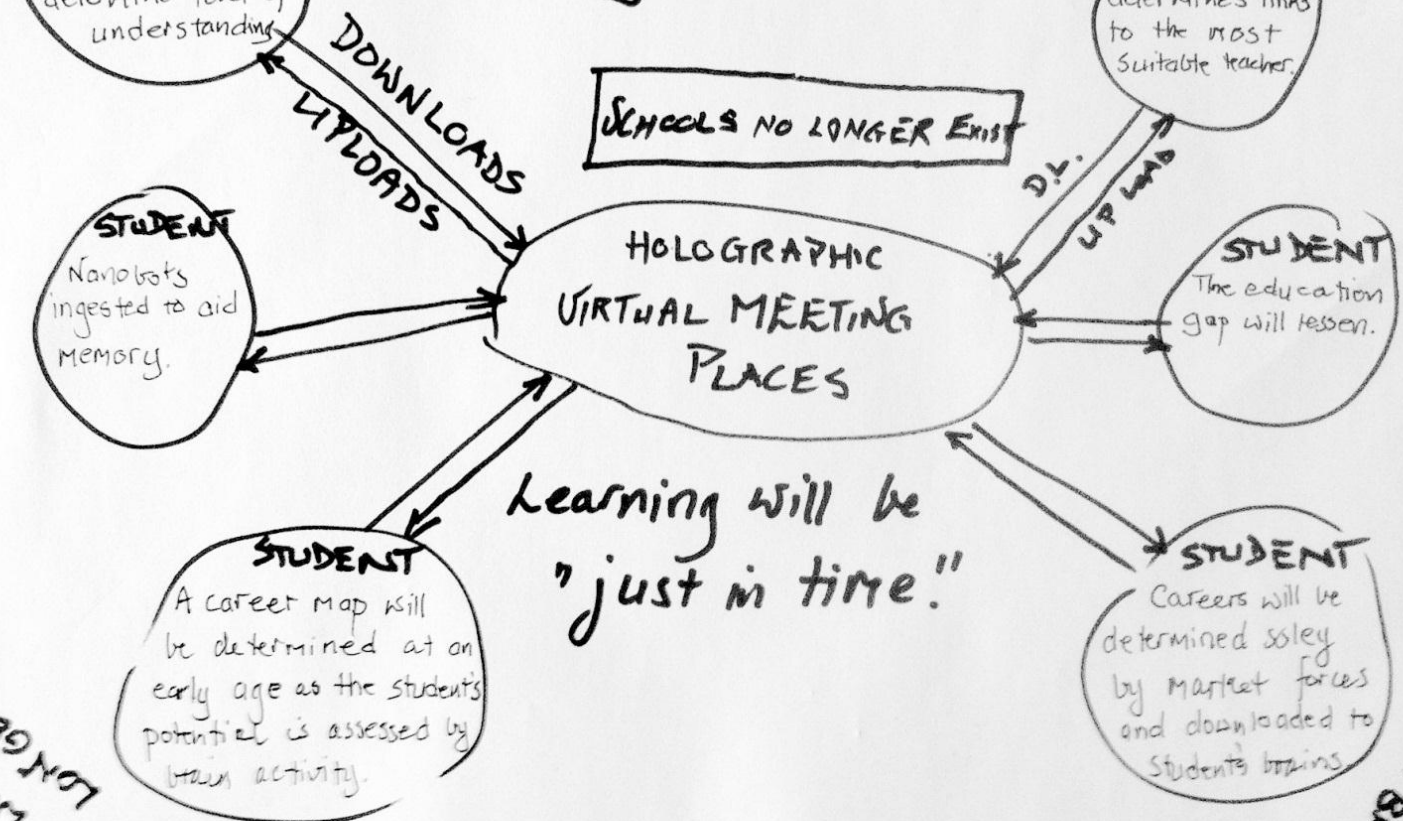 understanding
DOWNLOADS
UPLOADS
SCHOOLS NO LONGER EXIST
to the most
suitable teacher.
D.L.
UP LOAD
STUDENT
Nanobots
ingested to aid
memory.
HOLOGRAPHIC
VIRTUAL MEETING
PLACES
STUDENT
The education
gap will lessen.
Learning will be
"just in time."
STUDENT
A career map will
be determined at an
early age as the student's
potential is assessed by
brain activity.
STUDENT
Careers will be
determined soley
by market forces
and downloaded to
student's brains.